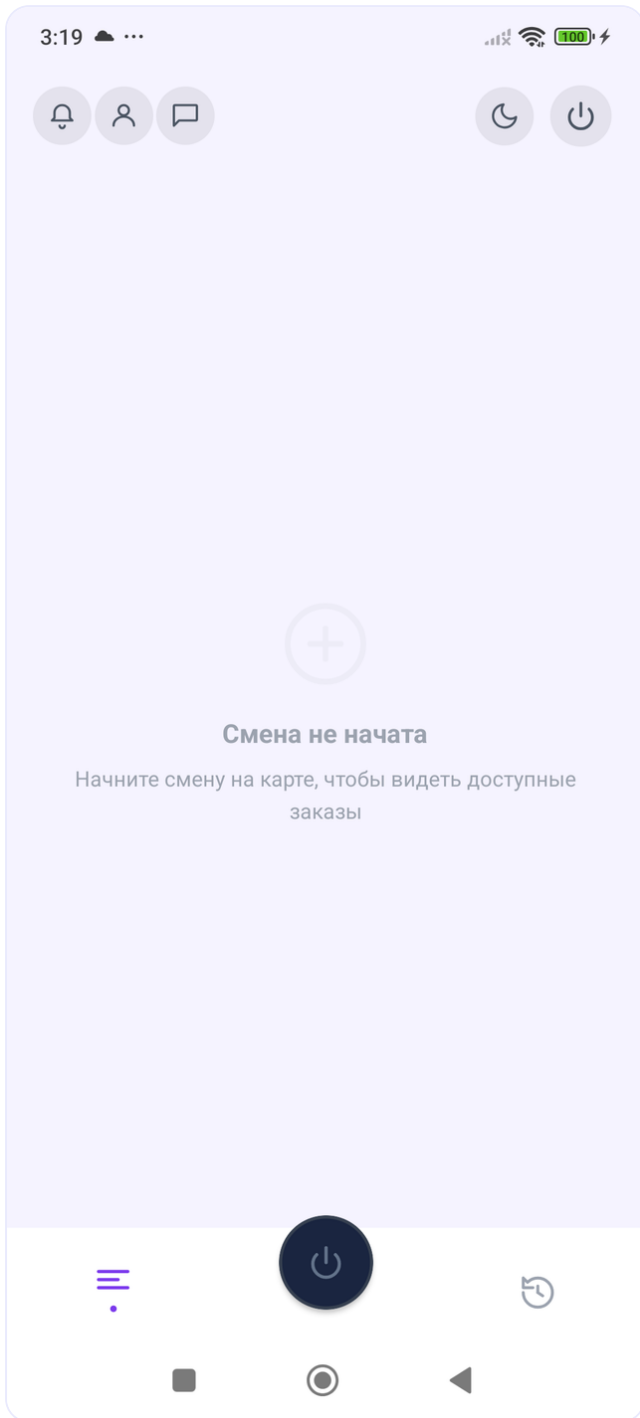 3:19
100
Смена не начата
Начните смену на карте, чтобы видеть доступные
заказы